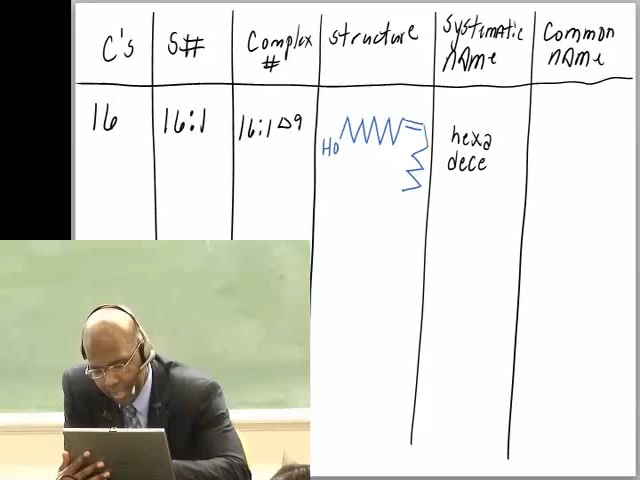 C's
S#
Complex
#
structure
systematic
NAme
Common
NAme
16
16:1
16:1Δ9
HO
hexa
dece